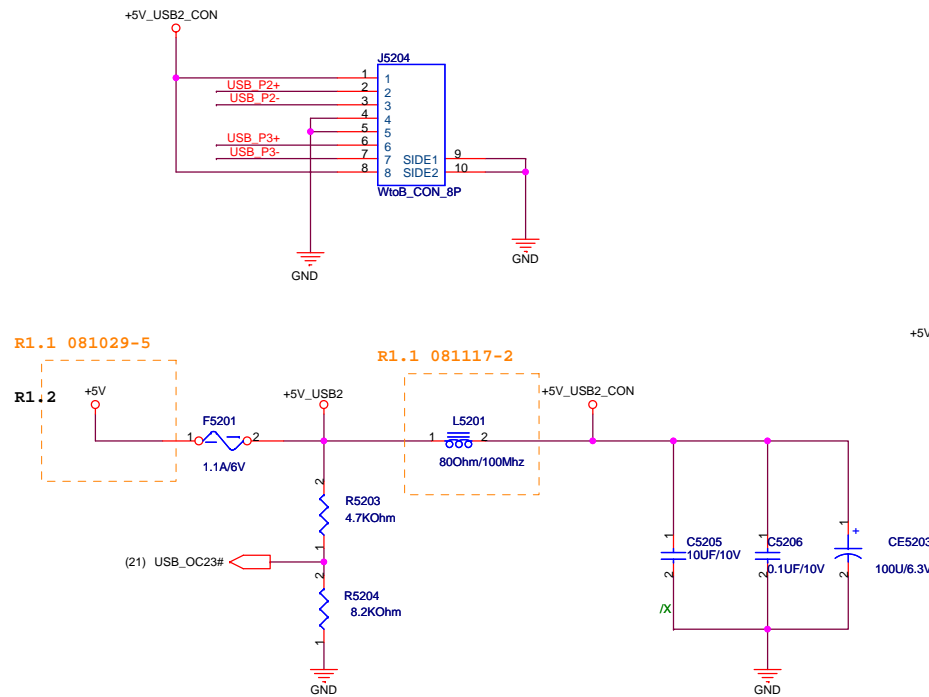 +5V_USB2_CON
J5204
1 1
USB_P2+ 2 2
USB_P2- 3 3
4 4
5 5
USB_P3+ 6 6
USB_P3- 7 7 SIDE1 9
8 8 SIDE2 10
WtoB_CON_8P
GND
GND
R1.1 081029-5
R1.1 081117-2
+5V
R1.2
+5V
+5V_USB2
+5V_USB2_CON
F5201
L5201
1 2
1 2
1.1A/6V
80Ohm/100Mhz
2
R5203
4.7KOhm
1
1
1
1
+
C5205
10UF/10V
C5206
0.1UF/10V
CE5203
100U/6.3V
2
2
2
(21) USB_OC23#
2
R5204
8.2KOhm
1
/X
GND
GND